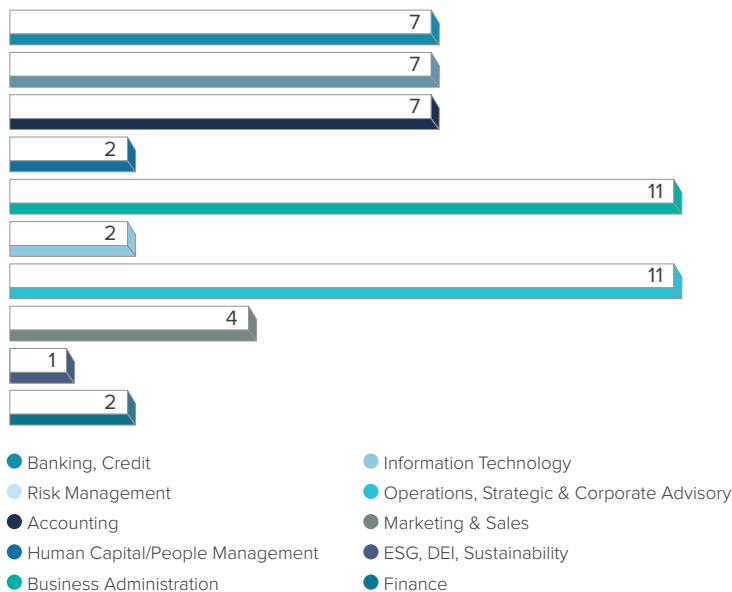 7
7
7
2
11
2
11
4
1
2
Banking, Credit
Risk Management
Accounting
Human Capital/People Management
Business Administration
Information Technology
Operations, Strategic & Corporate Advisory
Marketing & Sales
ESG, DEI, Sustainability
Finance